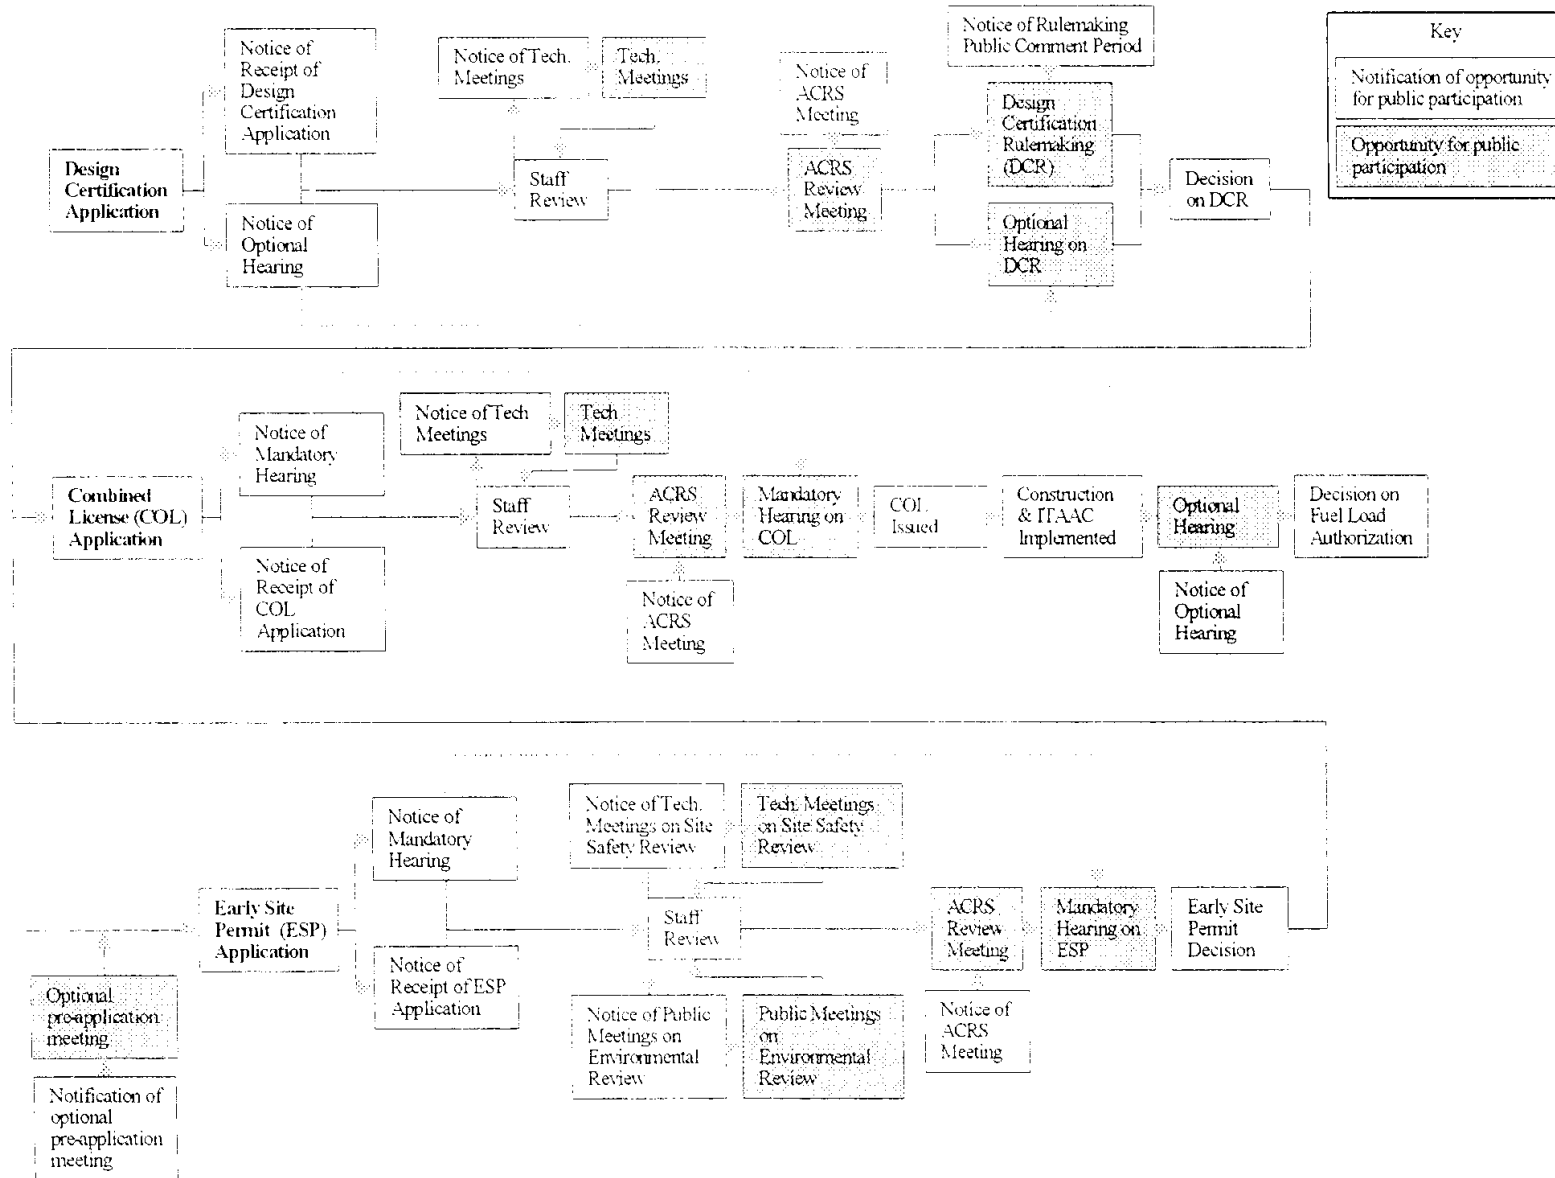 Notice of
Receipt of
Design
Certification
Application
Notice of Tech.
Meetings
Tech.
Meetings
Notice of
ACRS
Meeting
Notice of Rulemaking
Public Comment Period
Key
Notification of opportunity
for public participation
Opportunity for public
participation
Design
Certification
Application
Staff
Review
ACRS
Review
Meeting
Design
Certification
Rulemaking
(DCR)
Decision
on DCR
Notice of
Optional
Hearing
Optional
Hearing on
DCR
Notice of
Mandatory
Hearing
Notice of Tech
Meetings
Tech
Meetings
Combined
License (COL)
Application
Staff
Review
ACRS
Review
Meeting
Mandatory
Hearing on
COL
COL
Issued
Construction
& ITAAC
Implemented
Optional
Hearing
Decision on
Fuel Load
Authorization
Notice of
Receipt of
COL
Application
Notice of
ACRS
Meeting
Notice of
Optional
Hearing
Notice of
Mandatory
Hearing
Notice of Tech.
Meetings on Site
Safety Review
Tech. Meetings
on Site Safety
Review
Early Site
Permit (ESP)
Application
Staff
Review
ACRS
Review
Meeting
Mandatory
Hearing on
ESP
Early Site
Permit
Decision
Optional
pre-application
meeting
Notice of
Receipt of ESP
Application
Notice of Public
Meetings on
Environmental
Review
Public Meetings
on
Environmental
Review
Notice of
ACRS
Meeting
Notification of
optional
pre-application
meeting